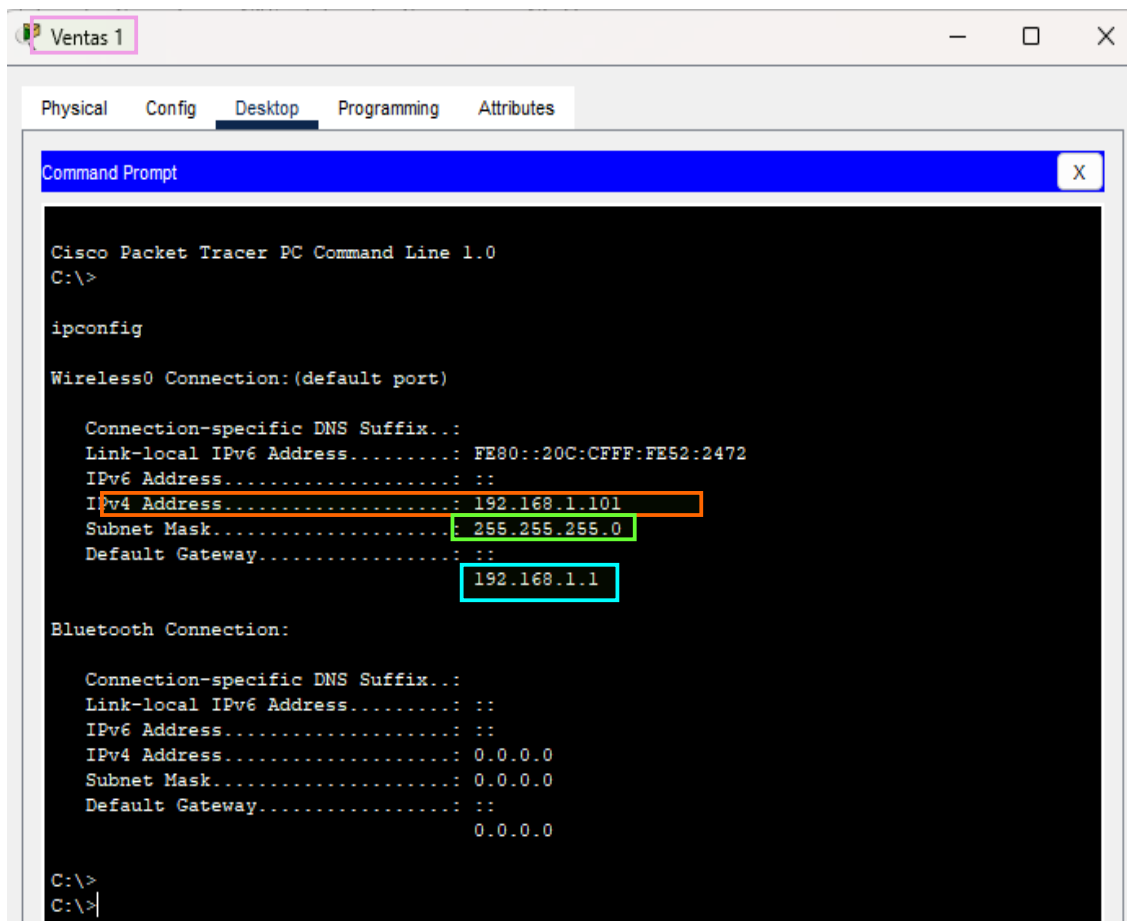 Ventas 1
Physical Config Desktop Programming Attributes
Command Prompt
X
Cisco Packet Tracer PC Command Line 1.0
C:\>
ipconfig
Wireless0 Connection:(default port)
Connection-specific DNS Suffix..:
Link-local IPv6 Address.........: FE80::20C:CFFF:FE52:2472
IPv6 Address....................: ::
IPv4 Address....................: 192.168.1.101
Subnet Mask.....................: 255.255.255.0
Default Gateway.................: ::
192.168.1.1
Bluetooth Connection:
Connection-specific DNS Suffix..:
Link-local IPv6 Address.........: ::
IPv6 Address....................: ::
IPv4 Address....................: 0.0.0.0
Subnet Mask.....................: 0.0.0.0
Default Gateway.................: ::
0.0.0.0
C:\>
C:\>